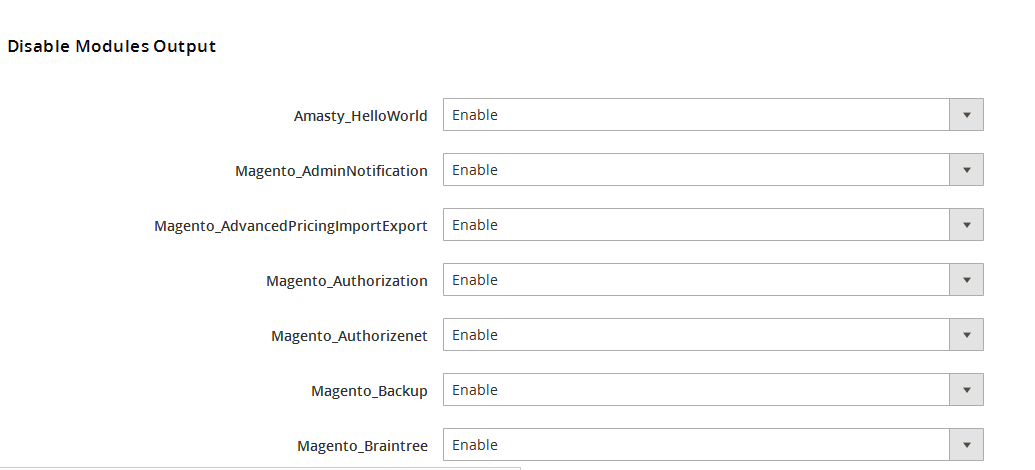 Disable Modules Output
Amasty_HelloWorld Enable
Magento_AdminNotification Enable
Magento_AdvancedPricingImportExport Enable
Magento_Authorization Enable
Magento_Authorizenet Enable
Magento_Backup Enable
Magento_Braintree Enable